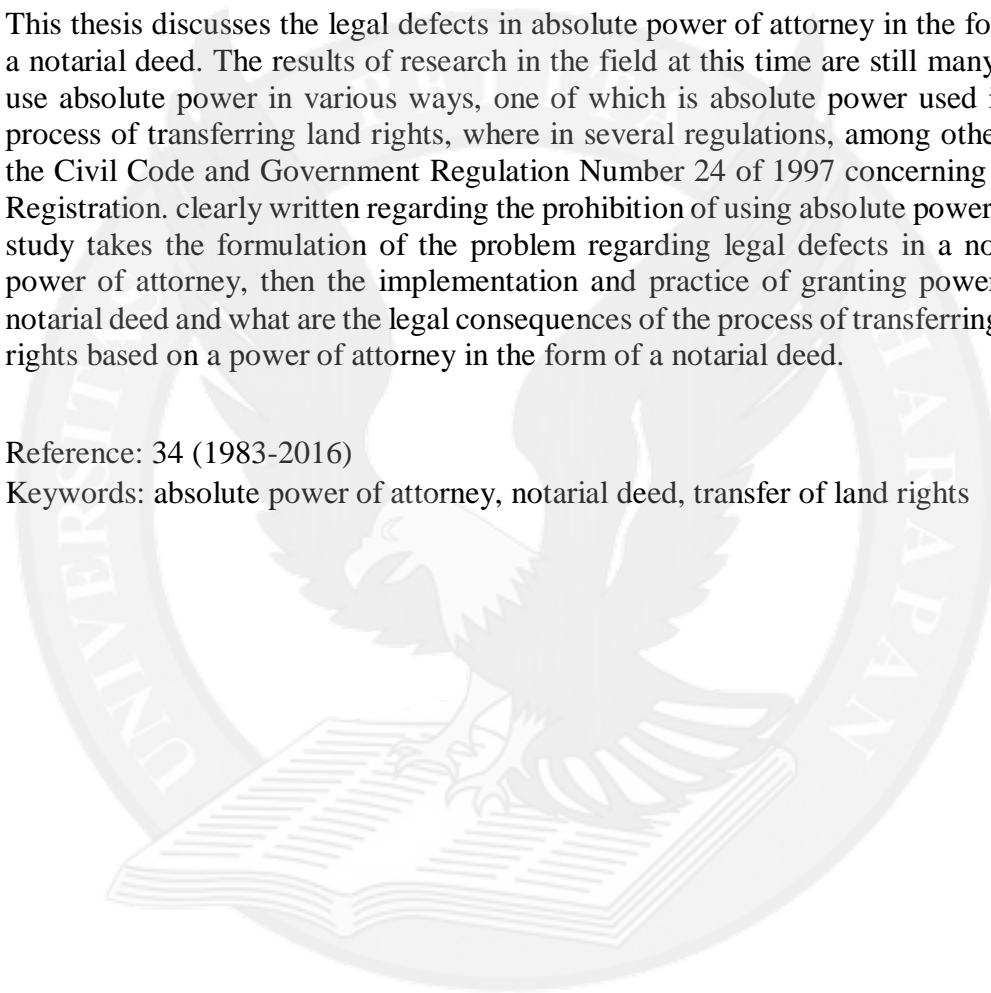 This thesis discusses the legal defects in absolute power of attorney in the fo
a notarial deed. The results of research in the field at this time are still many
use absolute power in various ways, one of which is absolute power used i
process of transferring land rights, where in several regulations, among othe
the Civil Code and Government Regulation Number 24 of 1997 concerning
Registration. clearly written regarding the prohibition of using absolute power
study takes the formulation of the problem regarding legal defects in a no
power of attorney, then the implementation and practice of granting power
notarial deed and what are the legal consequences of the process of transferring
rights based on a power of attorney in the form of a notarial deed.
Reference: 34 (1983-2016)
Keywords: absolute power of attorney, notarial deed, transfer of land rights
UNIVERSITAS PELITA HARAPAN